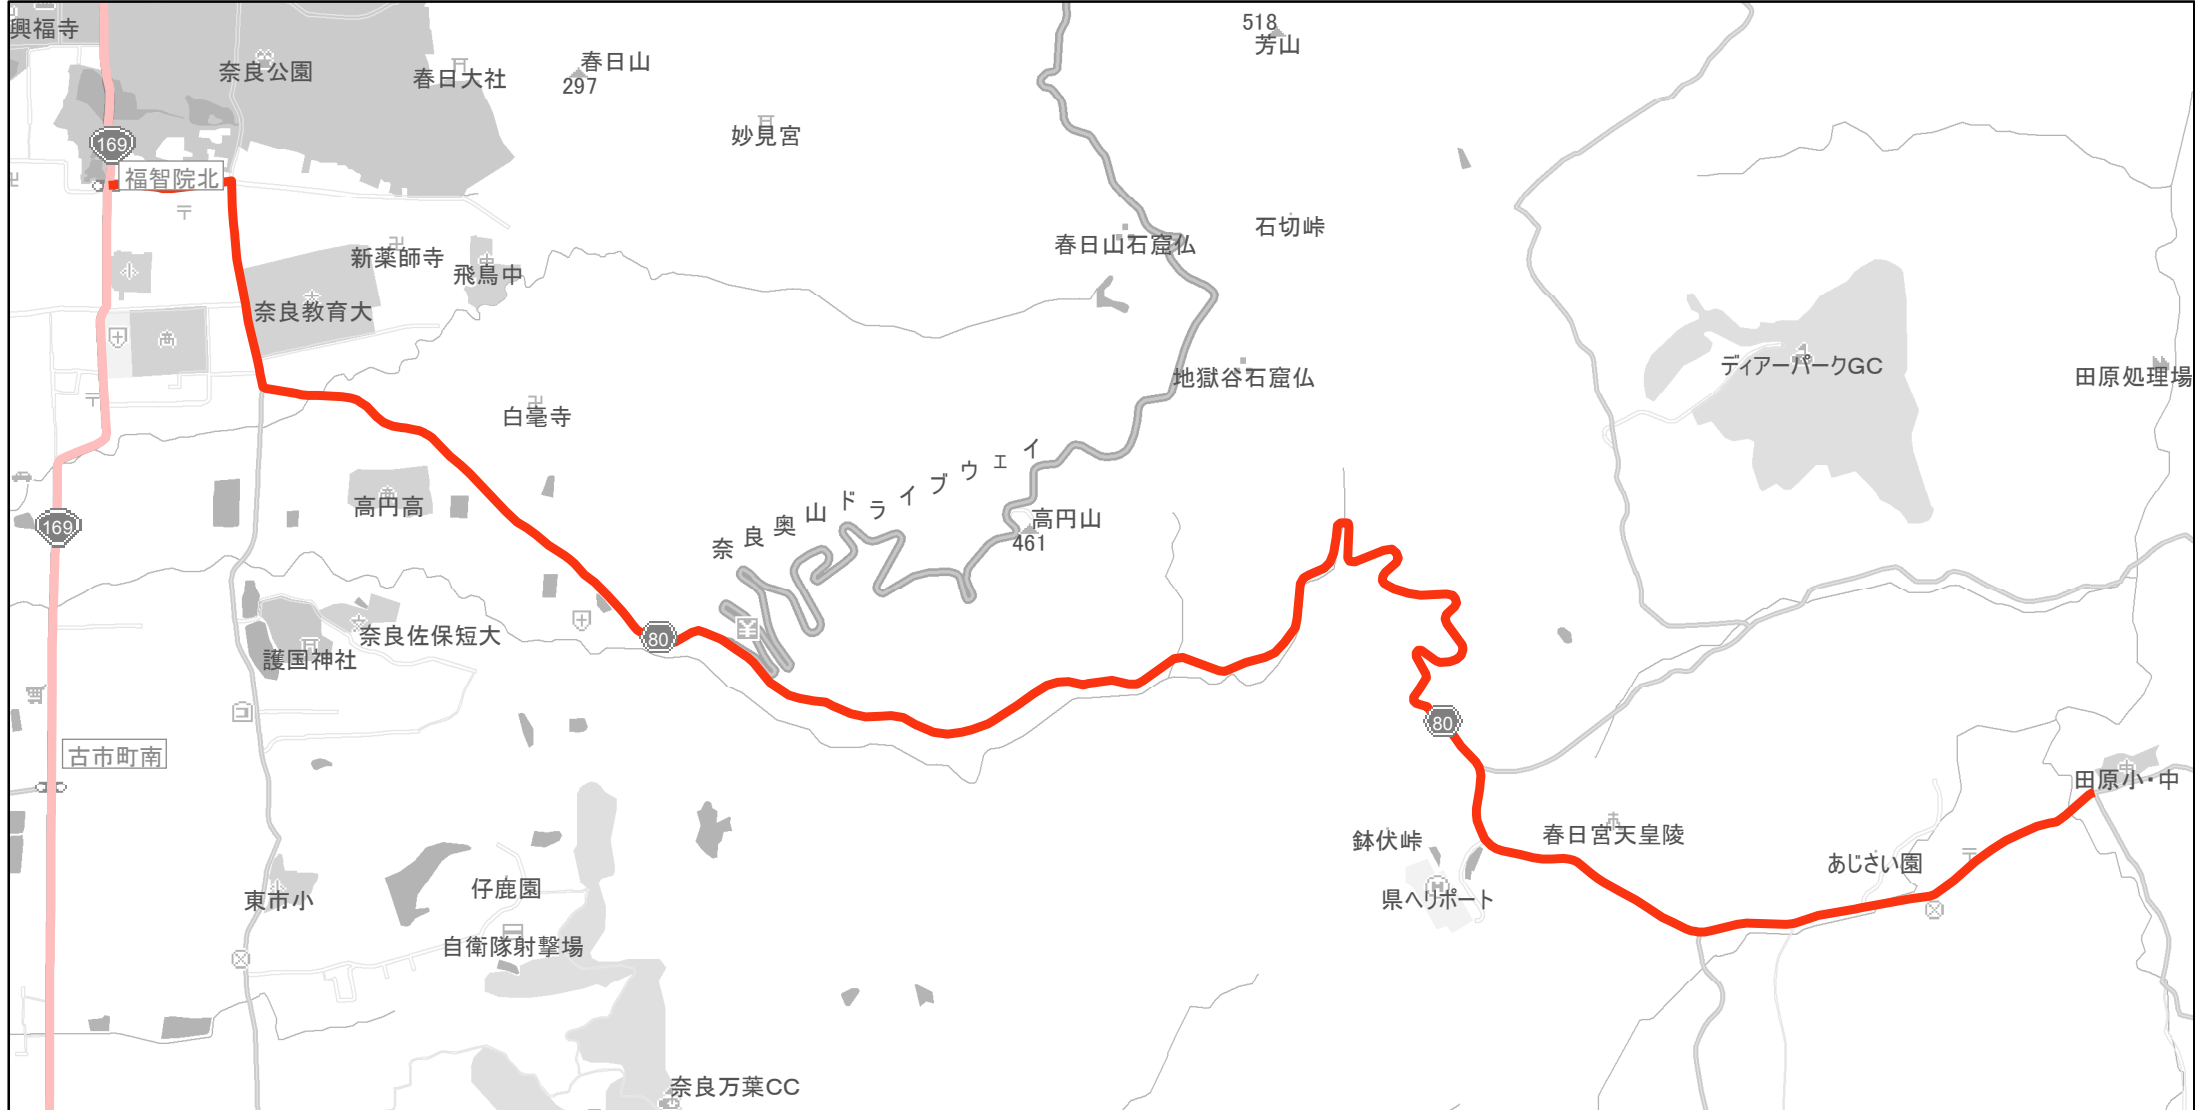 518
芳山
興福寺
奈良公園
春日大社
春日山
297
妙見宮
169
福智院北
石切峠
春日山石窟仏
新薬師寺
飛鳥中
奈良教育大
ディアーパークGC
田原処理場
地獄谷石窟仏
白毫寺
奈良奥山ドライブウェイ
高円高
高円山
461
169
80
奈良佐保短大
護国神社
80
古市町南
田原小・中
鉢伏峠
春日宮天皇陵
あじさい園
仔鹿園
東市小
県ヘリポート
自衛隊射撃場
奈良万葉CC